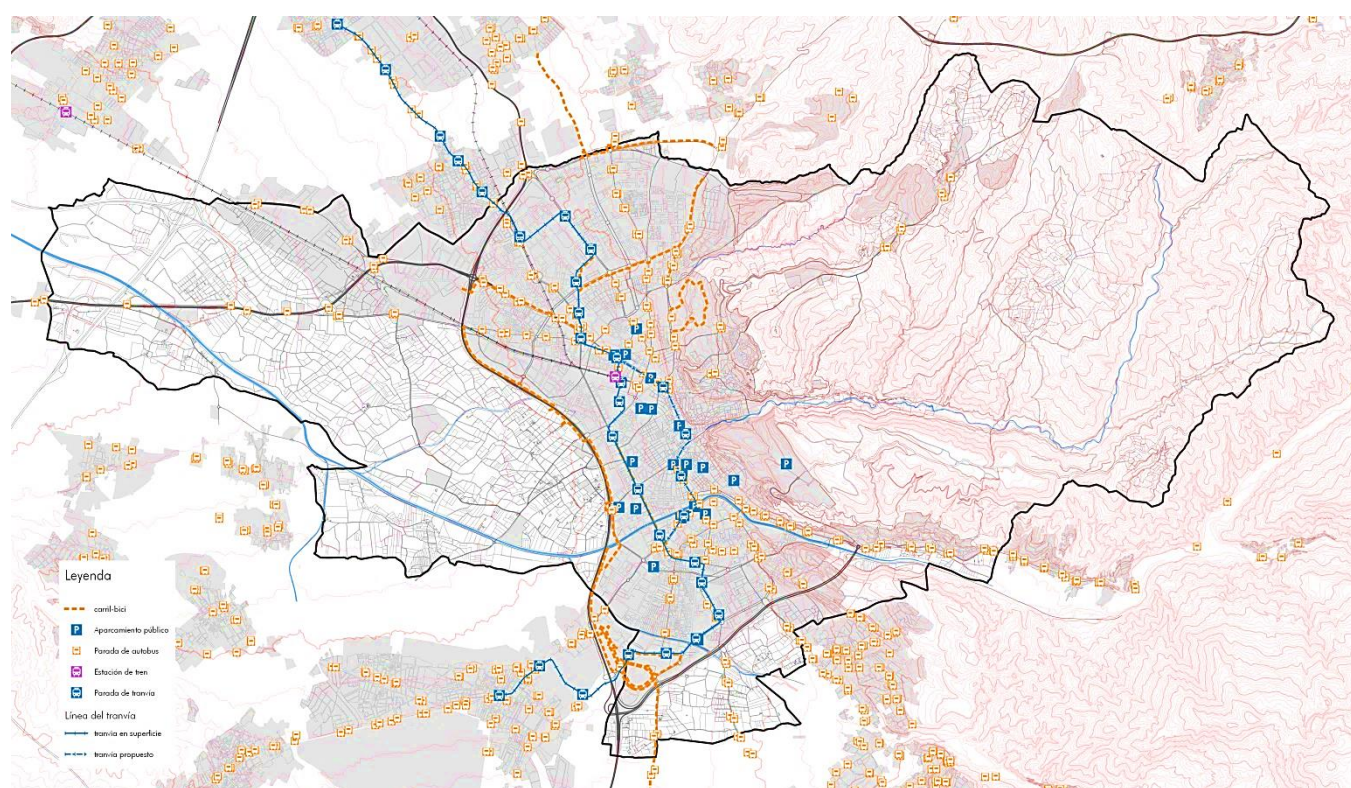 Leyenda
carril-bici
P
Aparcamiento público
Parada de autobus
Estación de tren
Parada de tranvía
Línea del tranvía
tranvía en superficie
tranvía propuesto